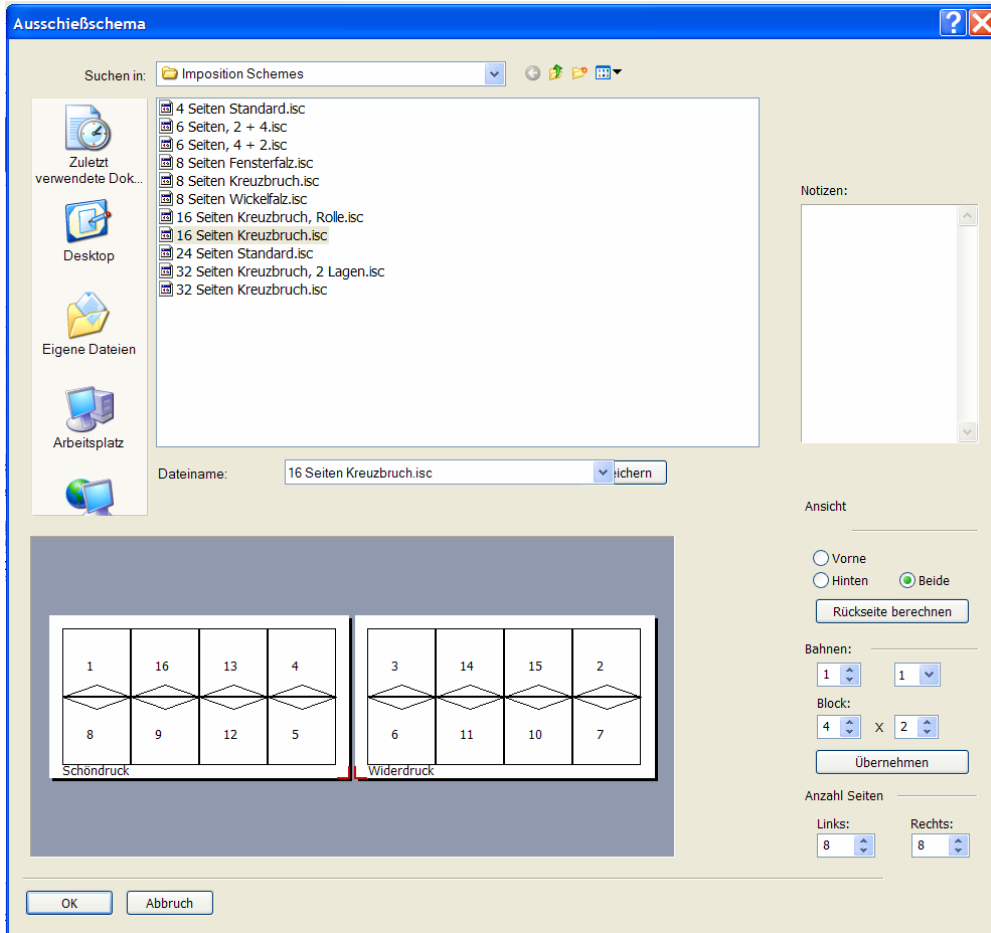 Ausschießschema
Suchen in:
Imposition Schemes
Zuletzt
verwendete Dok...
Desktop
Eigene Dateien
Arbeitsplatz
4 Seiten Standard.isc
6 Seiten, 2 + 4.isc
6 Seiten, 4 + 2.isc
8 Seiten Fensterfalz.isc
8 Seiten Kreuzbruch.isc
8 Seiten Wickelfalz.isc
16 Seiten Kreuzbruch, Rolle.isc
16 Seiten Kreuzbruch.isc
24 Seiten Standard.isc
32 Seiten Kreuzbruch, 2 Lagen.isc
32 Seiten Kreuzbruch.isc
Notizen:
Dateiname:
16 Seiten Kreuzbruch.isc
ichern
Ansicht
Vorne
Hinten
Beide
Rückseite berechnen
Bahnen:
1
1
Block:
4 X 2
Übernehmen
Anzahl Seiten
Links:
Rechts:
8
8
1 16 13 4
8 9 12 5
Schöndruck
3 14 15 2
6 11 10 7
Widerdruck
OK
Abbruch